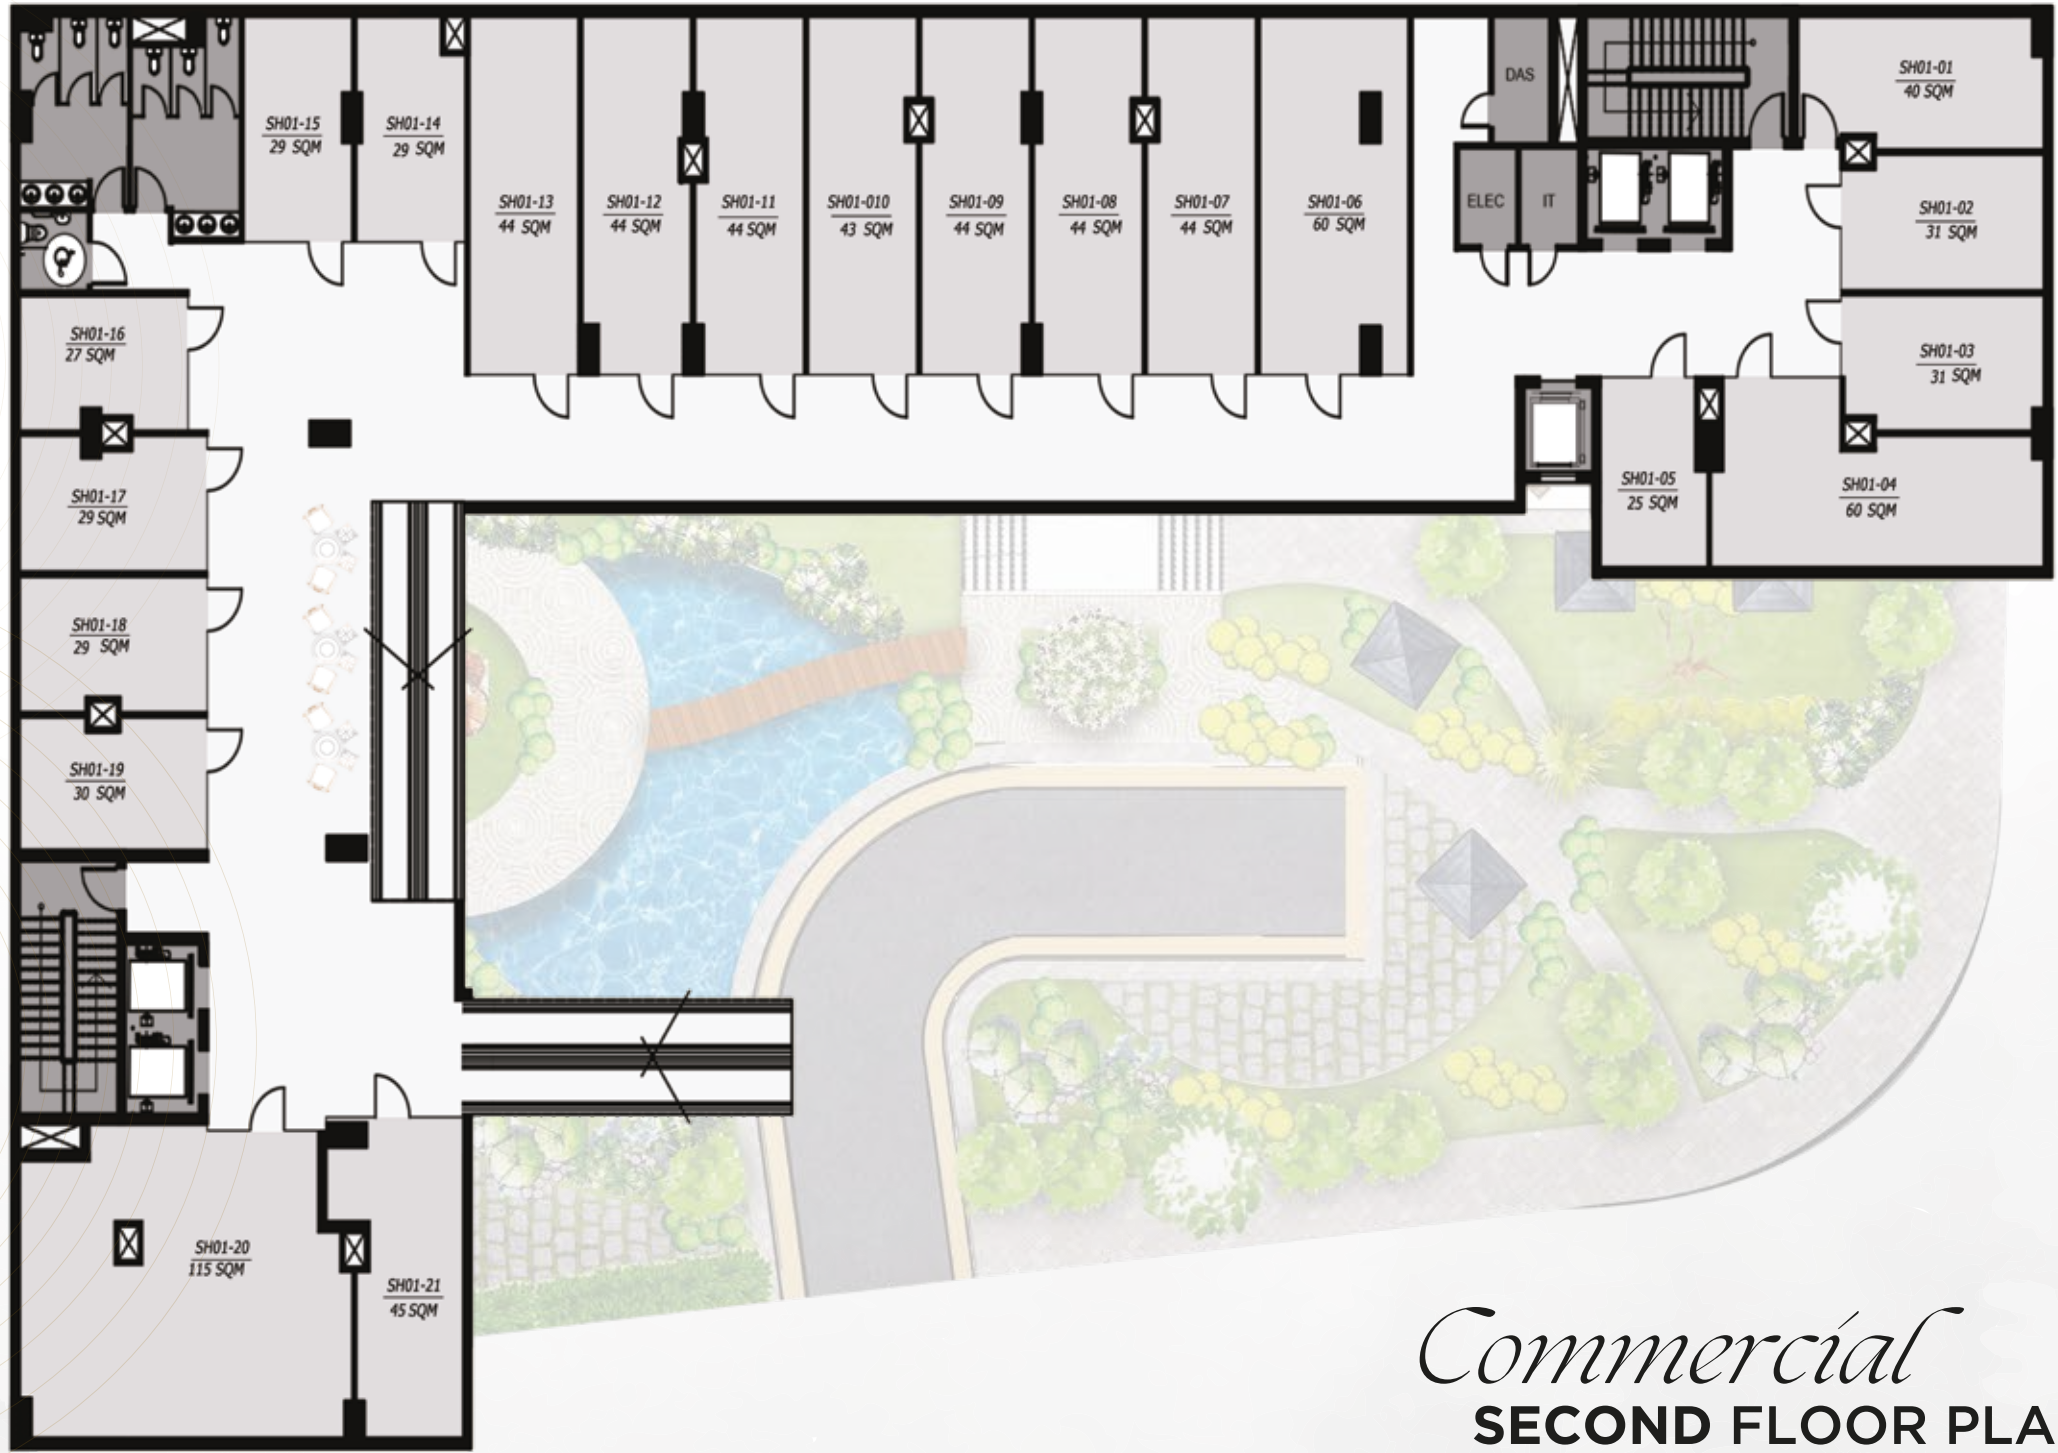 DAS
SH01-01
40 SQM
SH01-15
29 SQM
SH01-14
29 SQM
SH01-13
44 SQM
SH01-12
44 SQM
SH01-11
44 SQM
SH01-010
43 SQM
SH01-09
44 SQM
SH01-08
44 SQM
SH01-07
44 SQM
SH01-06
60 SQM
ELEC
IT
SH01-02
31 SQM
SH01-16
27 SQM
SH01-03
31 SQM
SH01-17
29 SQM
SH01-05
25 SQM
SH01-04
60 SQM
SH01-18
29 SQM
SH01-19
30 SQM
SH01-20
115 SQM
SH01-21
45 SQM
Commercial
SECOND FLOOR PLA